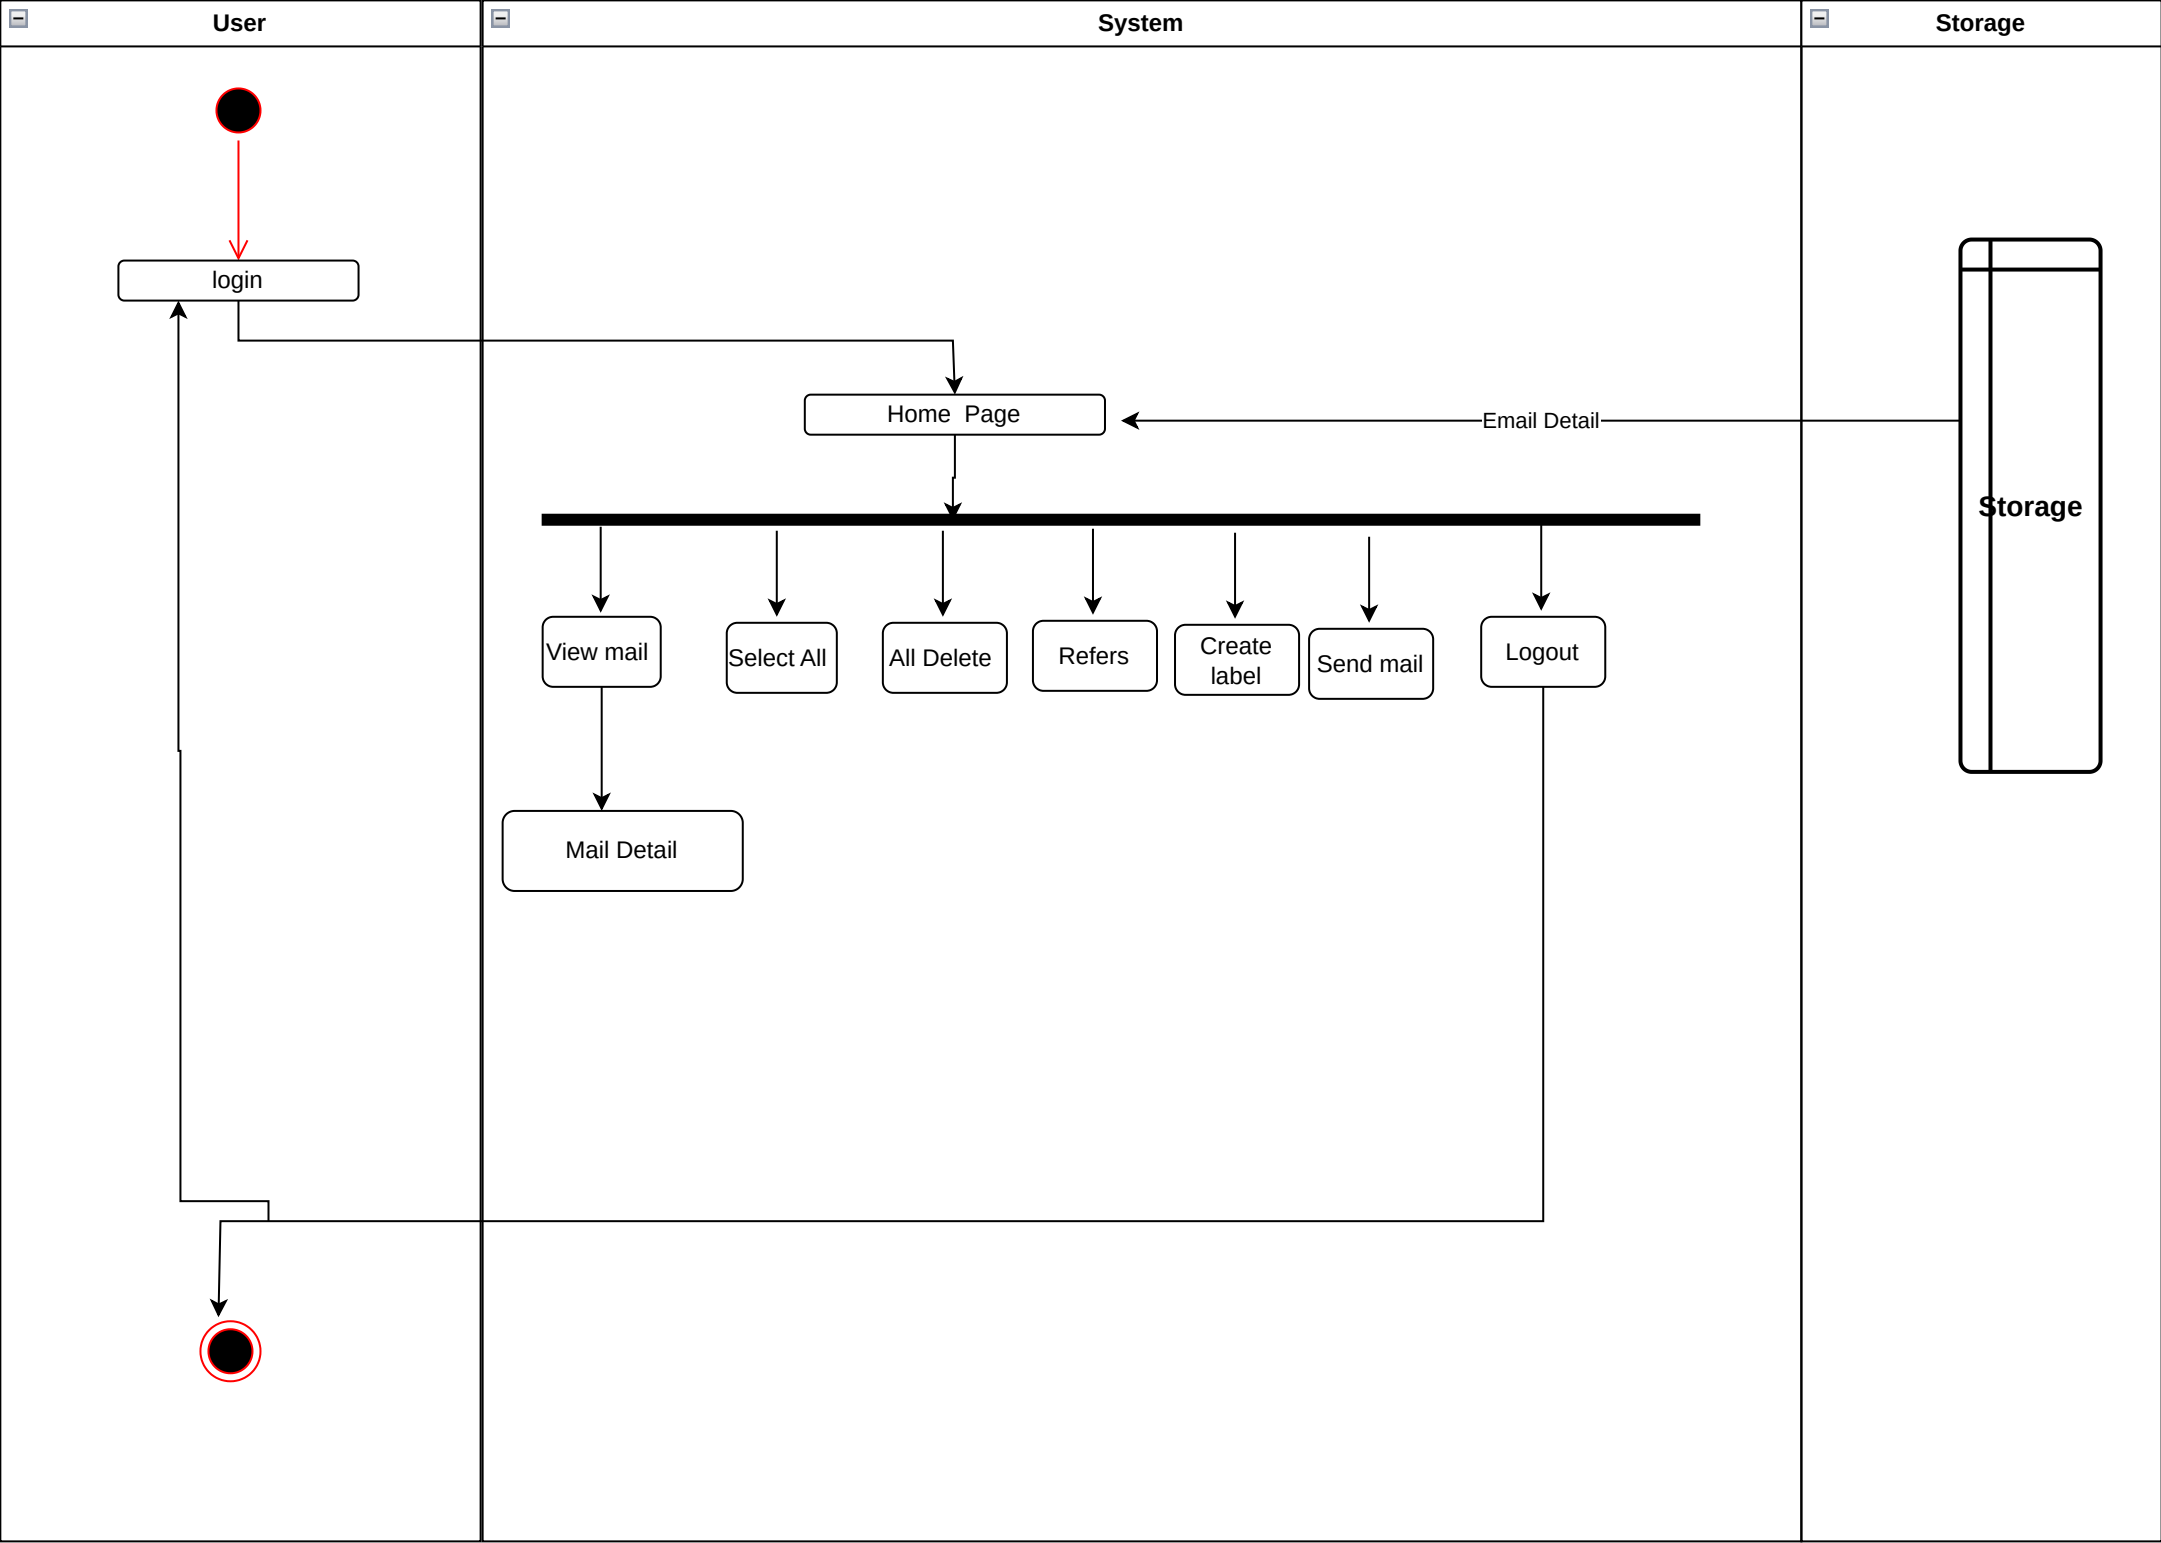 User
System
Storage
login
Home  Page
Email Detail
Storage
View mail
Select All
All Delete
Refers
Create
label
Send mail
Logout
Mail Detail